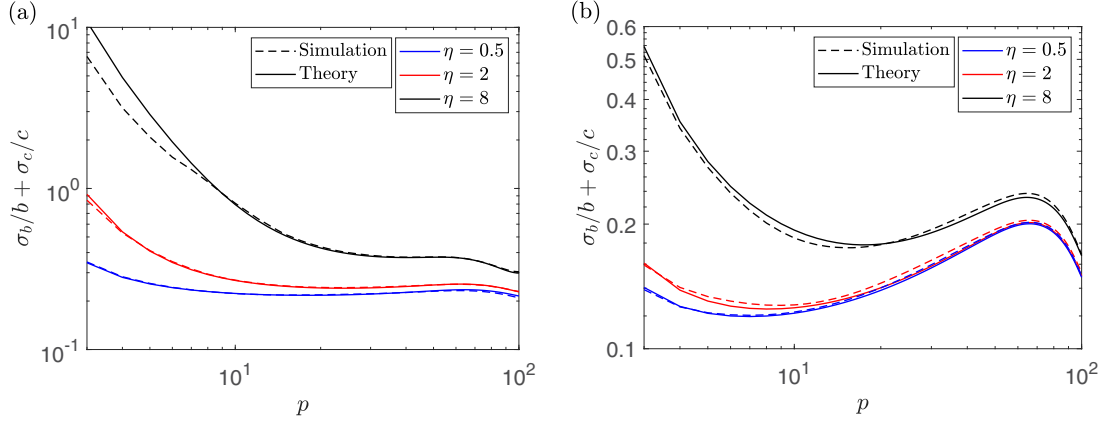 (a)
10^1
10^0
10^{-1}
σ_b/b + σ_c/c
Simulation
Theory
η = 0.5
η = 2
η = 8
10^1
10^2
p
(b)
0.6
0.5
0.4
0.3
0.2
0.1
σ_b/b + σ_c/c
Simulation
Theory
η = 0.5
η = 2
η = 8
10^1
10^2
p